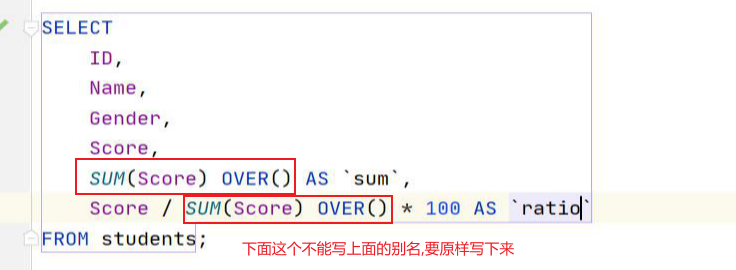 SELECT
ID,
Name,
Gender,
Score,
SUM(Score) OVER() AS `sum`,
Score / SUM(Score) OVER() * 100 AS `ratio`
FROM students;
下面这个不能写上面的别名,要原样写下来